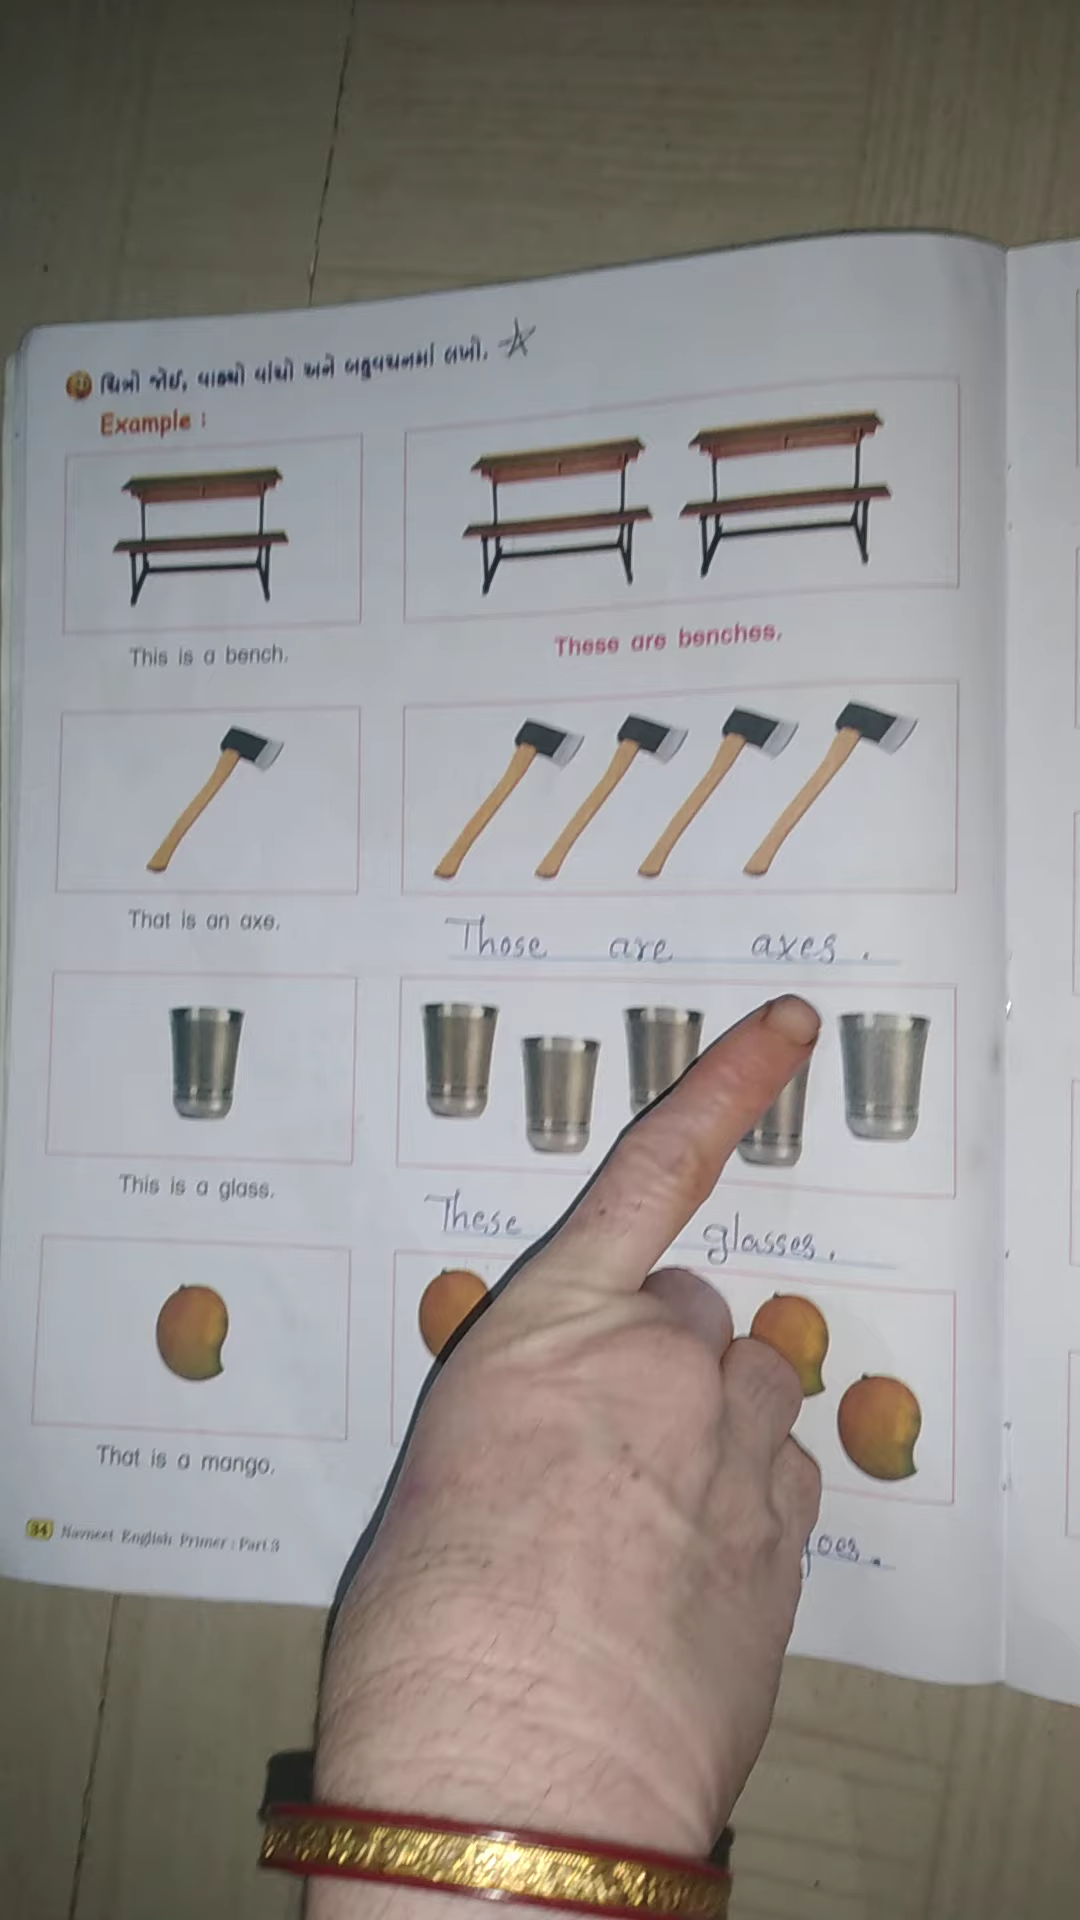 ચિત્રો જોઈ, વાક્યો વાંચો અને બહુવચનમાં લખો.
Example :
This is a bench.
These are benches.
That is an axe.
Those are axes.
This is a glass.
These glasses.
That is a mango.
34 Navneet English Primer : Part 3